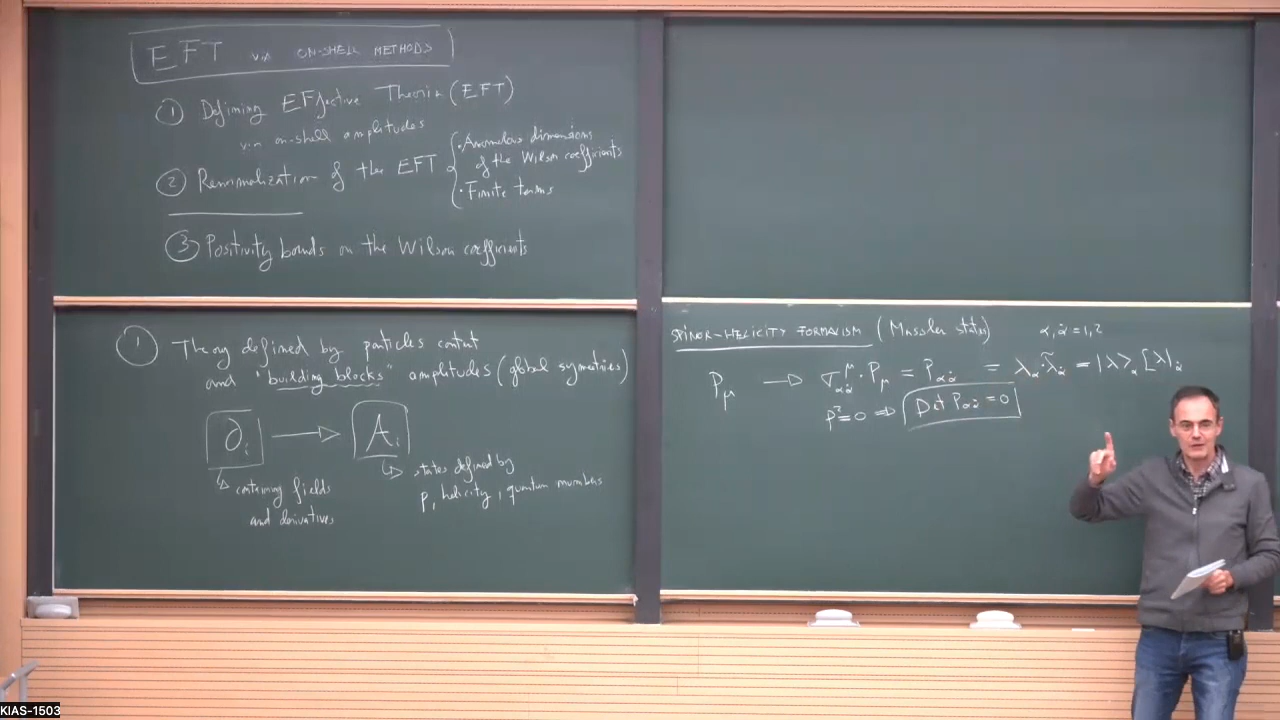 EFT via ON-SHELL METHODS
① Defining EFfective Theories (EFT)
via on-shell amplitudes
② Renormalization of the EFT { · Anomalous dimensions
of the Wilson coefficients
· Finite terms
③ Positivity bounds on the Wilson coefficients
① Theory defined by particles content
and "building blocks" amplitudes (global symmetries)
∂ᵢ → Aᵢ
↳ containing fields
and derivatives
↳ states defined by
p, helicity, quantum numbers
SPINOR-HELICITY FORMALISM (Massless states) α, α̇ = 1,2
P_μ → σ^μ_{αα̇} · P_μ = P_{αα̇} = λ_α λ̃_α̇ = |λ>_α [λ|_α̇
P² = 0 ⇒ Det P_{αα̇} = 0
KIAS-1503